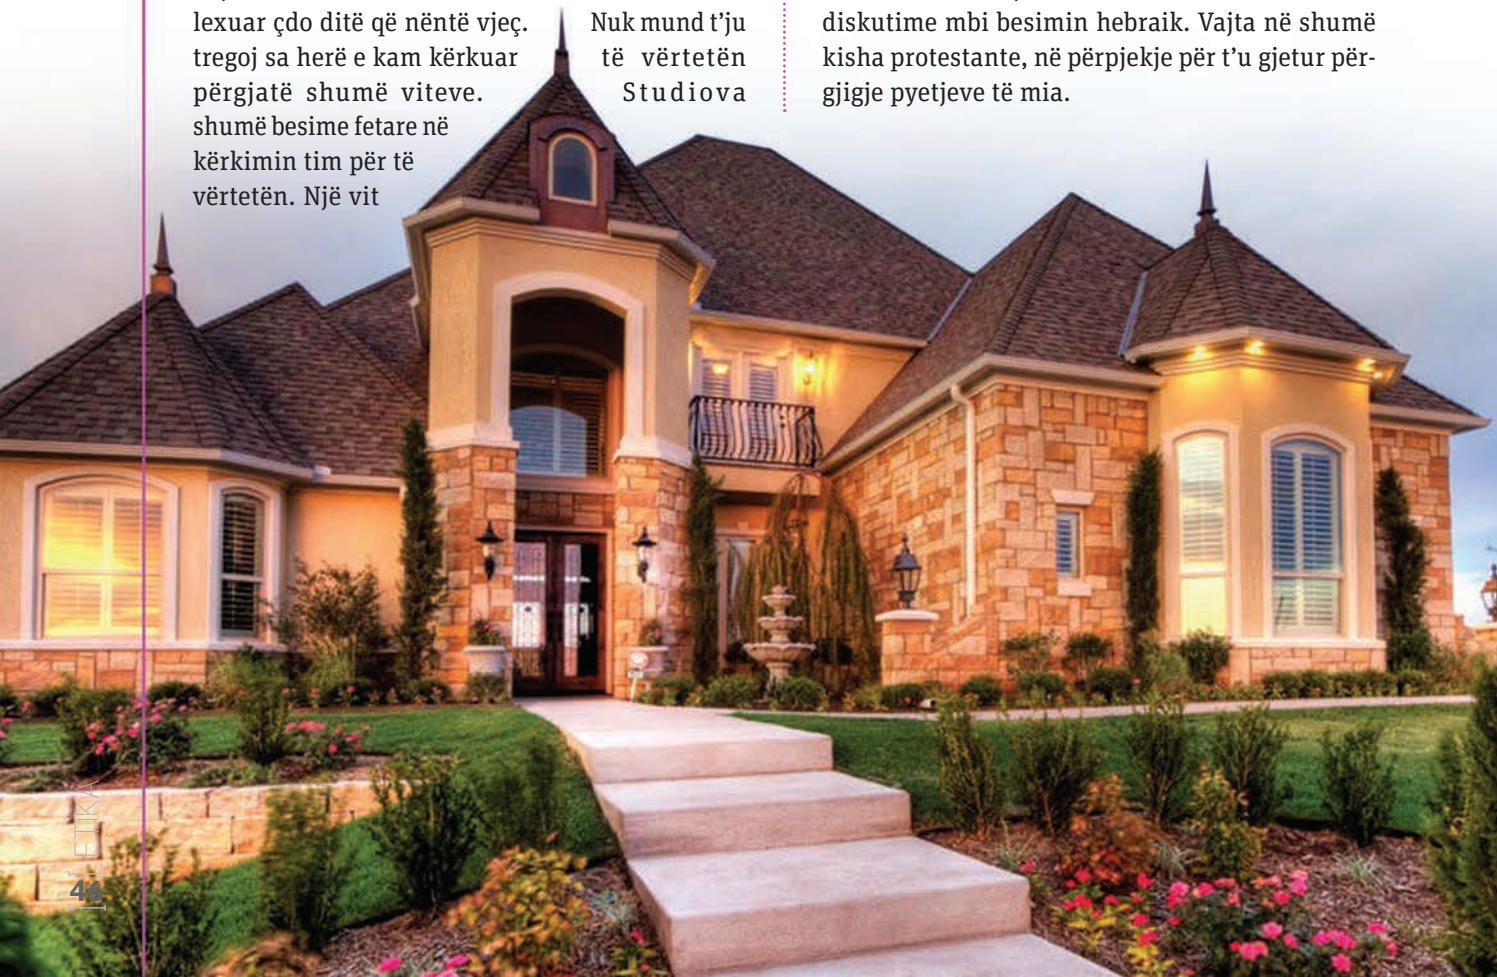 lexuar çdo ditë që nëntë vjeç. Nuk mund t’ju
tregoj sa herë e kam kërkuar të vërtetën
përgjatë shumë viteve. Studiova
shumë besime fetare në
kërkimin tim për të
vërtetën. Një vit
diskutime mbi besimin hebraik. Vajta në shumë
kisha protestante, në përpjekje për t’u gjetur për-
gjigje pyetjeve të mia.
ETIKA
46